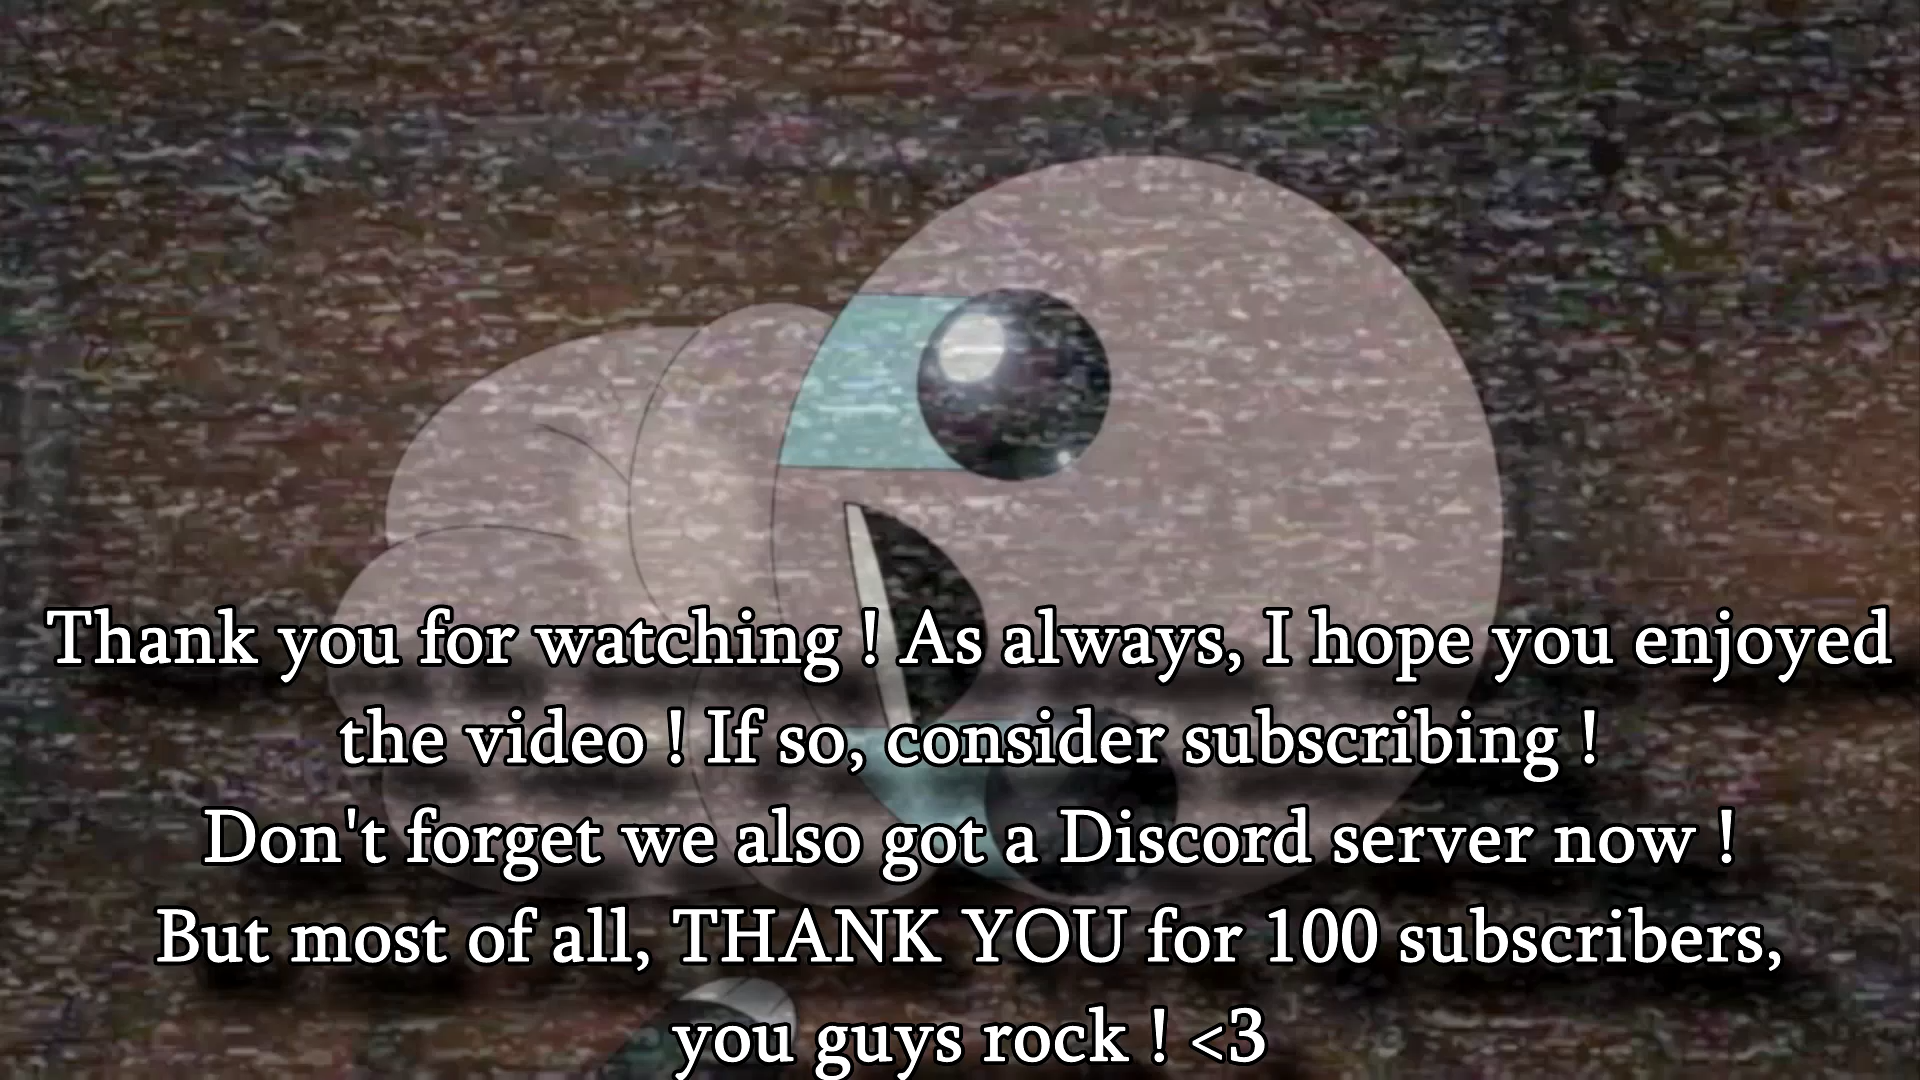 Thank you for watching ! As always, I hope you enjoyed
the video ! If so, consider subscribing !
Don't forget we also got a Discord server now !
But most of all, THANK YOU for 100 subscribers,
you guys rock ! <3